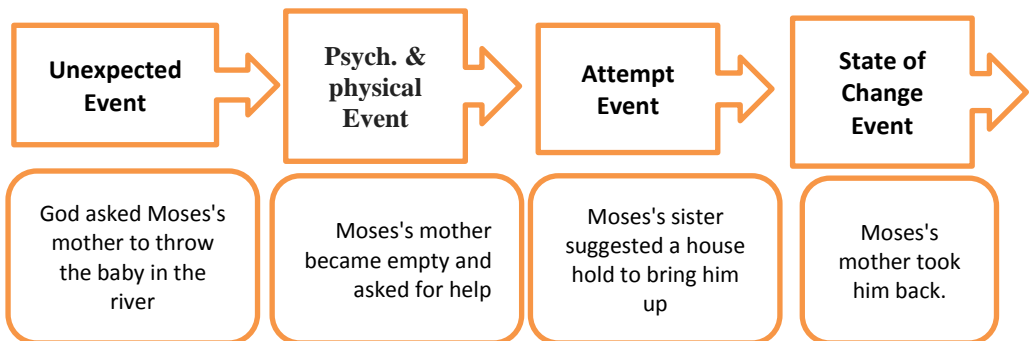 Unexpected
Event
Psych. &
physical
Event
Attempt
Event
State of
Change
Event
God asked Moses's
mother to throw
the baby in the
river
Moses's mother
became empty and
asked for help
Moses's sister
suggested a house
hold to bring him
up
Moses's
mother took
him back.